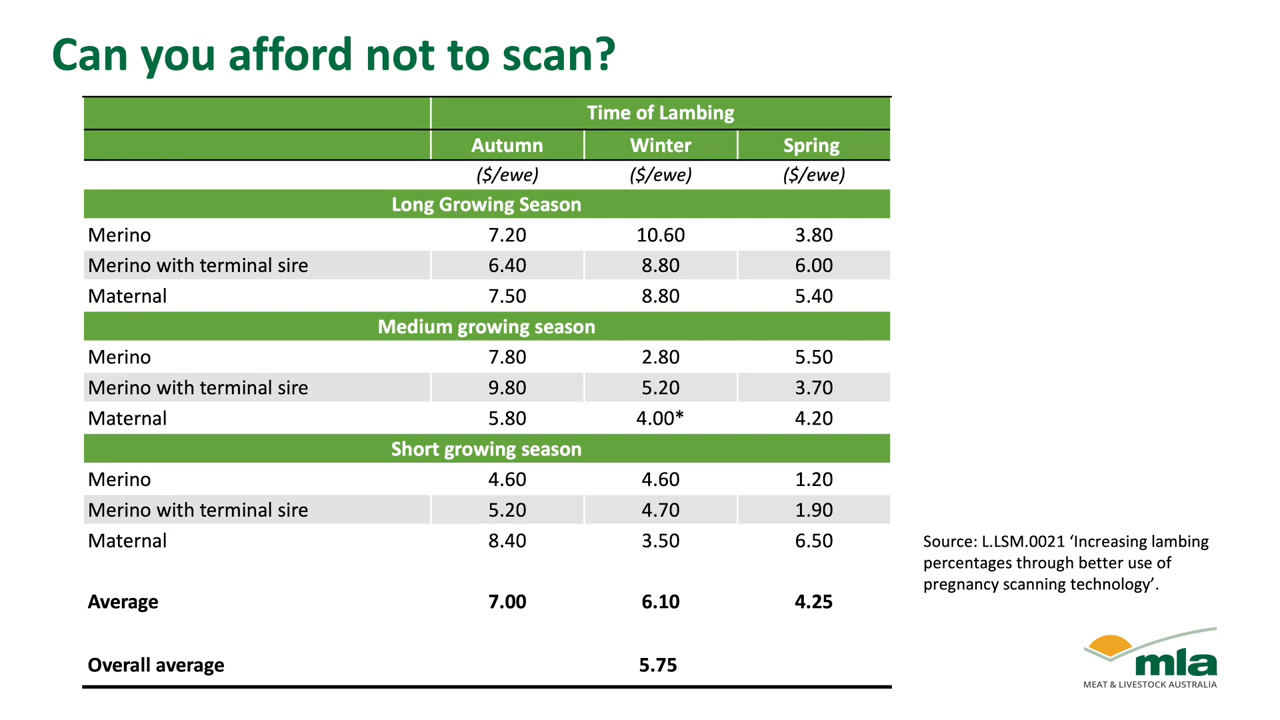 Can you afford not to scan?
Time of Lambing
Autumn Winter Spring
($/ewe) ($/ewe) ($/ewe)
Long Growing Season
Merino 7.20 10.60 3.80
Merino with terminal sire 6.40 8.80 6.00
Maternal 7.50 8.80 5.40
Medium growing season
Merino 7.80 2.80 5.50
Merino with terminal sire 9.80 5.20 3.70
Maternal 5.80 4.00* 4.20
Short growing season
Merino 4.60 4.60 1.20
Merino with terminal sire 5.20 4.70 1.90
Maternal 8.40 3.50 6.50
Average 7.00 6.10 4.25
Overall average 5.75
Source: L.LSM.0021 ‘Increasing lambing
percentages through better use of
pregnancy scanning technology’.
mla
MEAT & LIVESTOCK AUSTRALIA